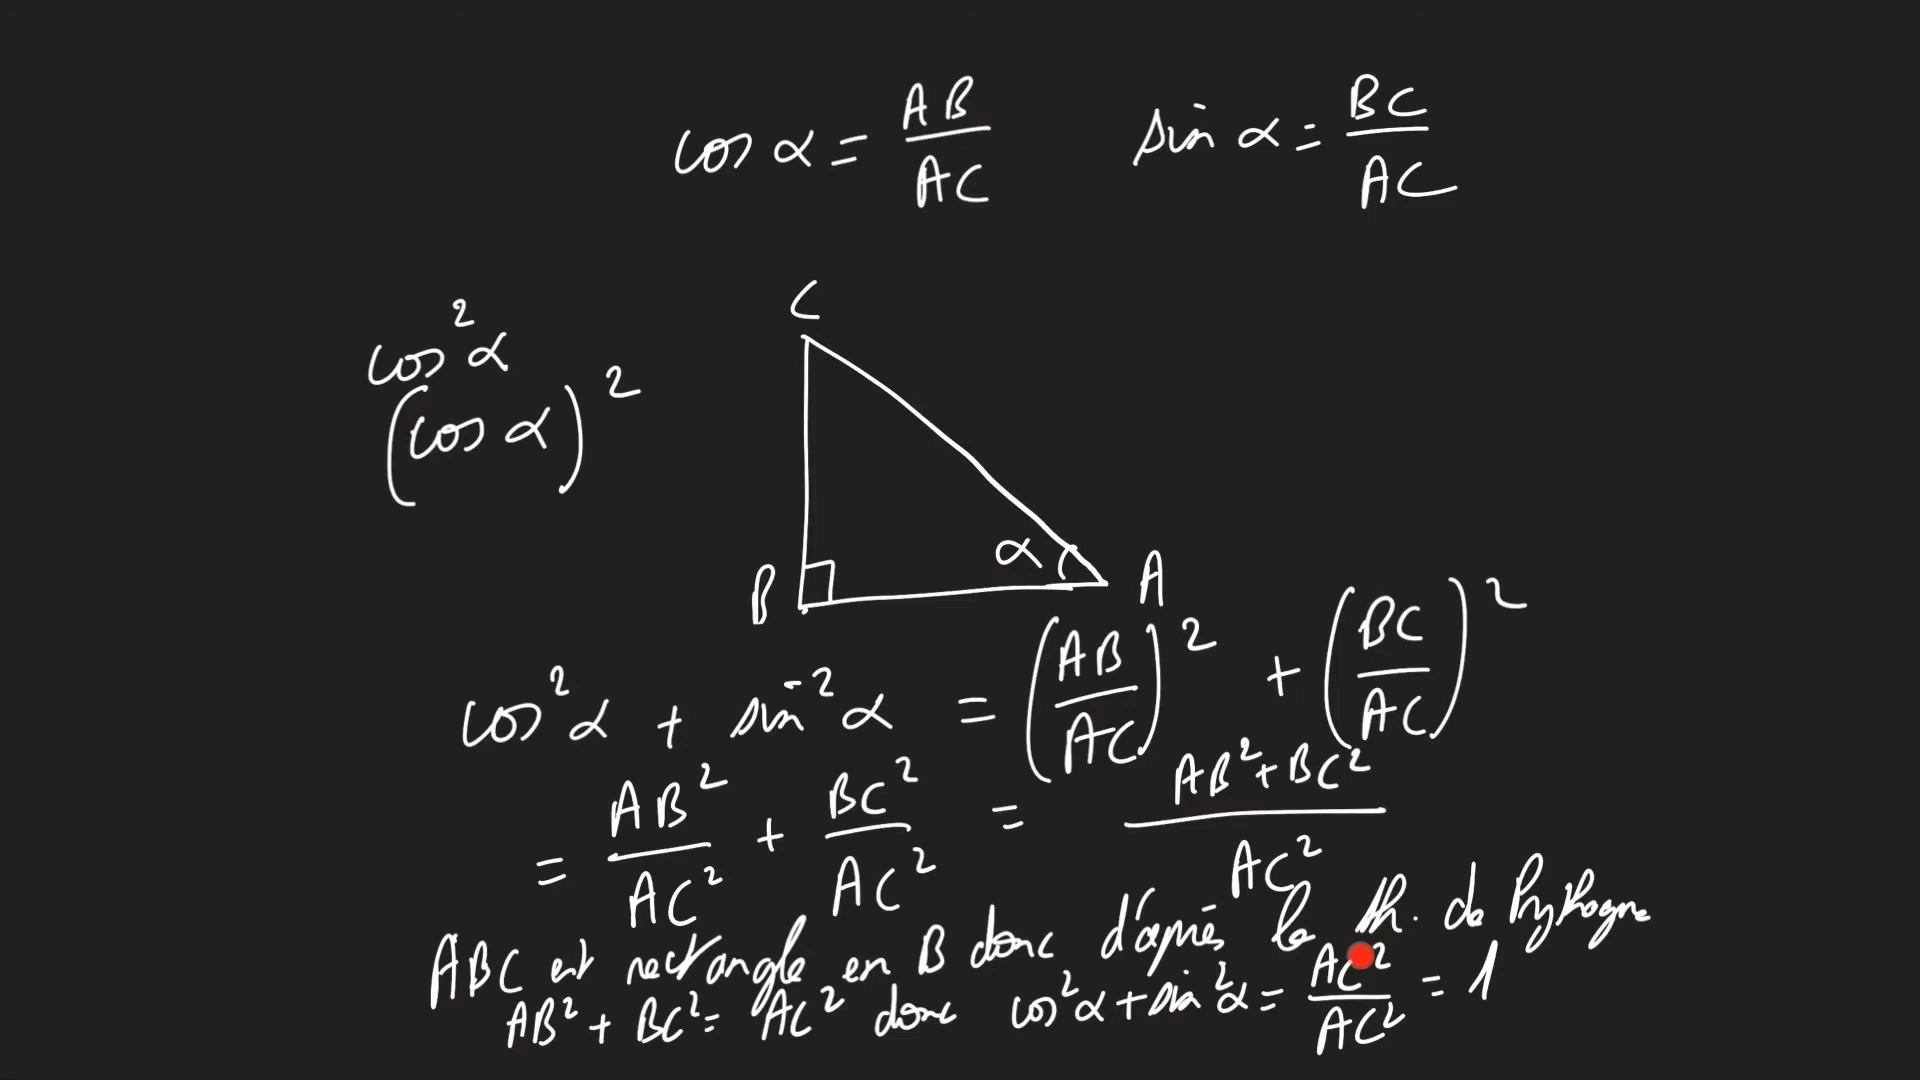 cos α = AB/AC sin α = BC/AC
C
cos²α
(cos α)²
α
B A
cos²α + sin²α = (AB/AC)² + (BC/AC)²
= AB²/AC² + BC²/AC² = AB²+BC²/AC²
ABC est rectangle en B donc d'après le th. de Pythagore
AB² + BC² = AC² donc cos²α + sin²α = AC²/AC² = 1